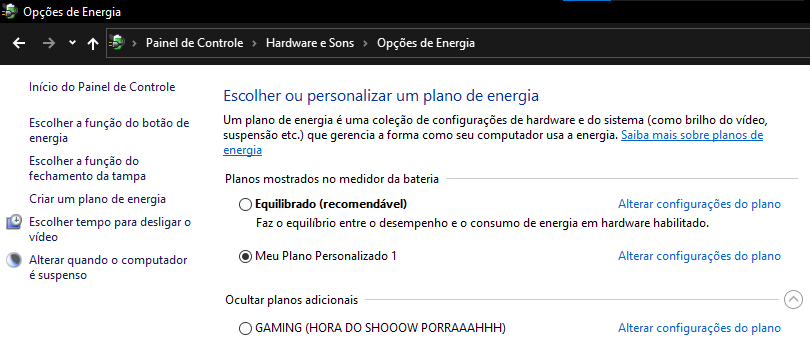 Opções de Energia
Painel de Controle > Hardware e Sons > Opções de Energia
Início do Painel de Controle
Escolher a função do botão de
energia
Escolher a função do
fechamento da tampa
Criar um plano de energia
Escolher tempo para desligar o
vídeo
Alterar quando o computador
é suspenso
Escolher ou personalizar um plano de energia
Um plano de energia é uma coleção de configurações de hardware e do sistema (como brilho do vídeo,
suspensão etc.) que gerencia a forma como seu computador usa a energia. Saiba mais sobre planos de
energia
Planos mostrados no medidor da bateria
Equilibrado (recomendável) Alterar configurações do plano
Faz o equilíbrio entre o desempenho e o consumo de energia em hardware habilitado.
Meu Plano Personalizado 1 Alterar configurações do plano
Ocultar planos adicionais
GAMING (HORA DO SHOOOW PORRAAAHHH) Alterar configurações do plano